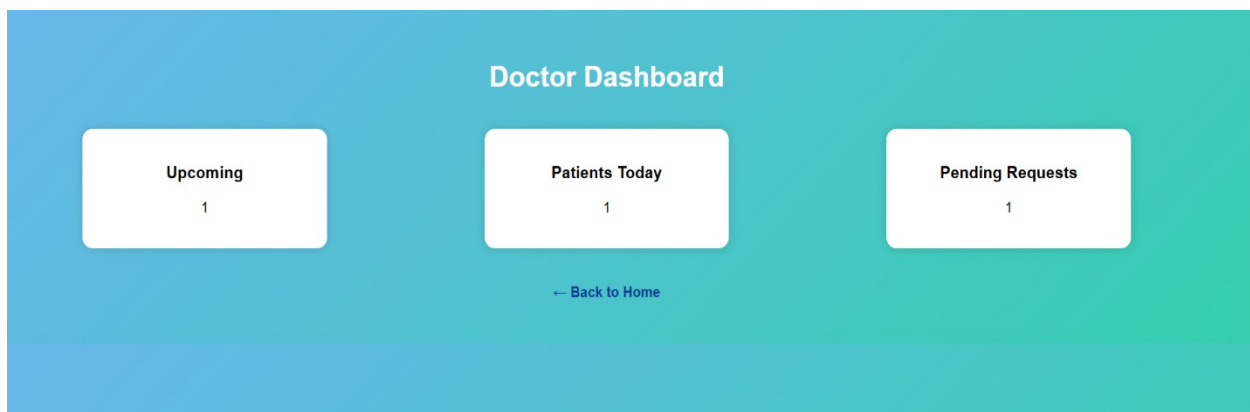 Doctor Dashboard
Upcoming
1
Patients Today
1
Pending Requests
1
← Back to Home